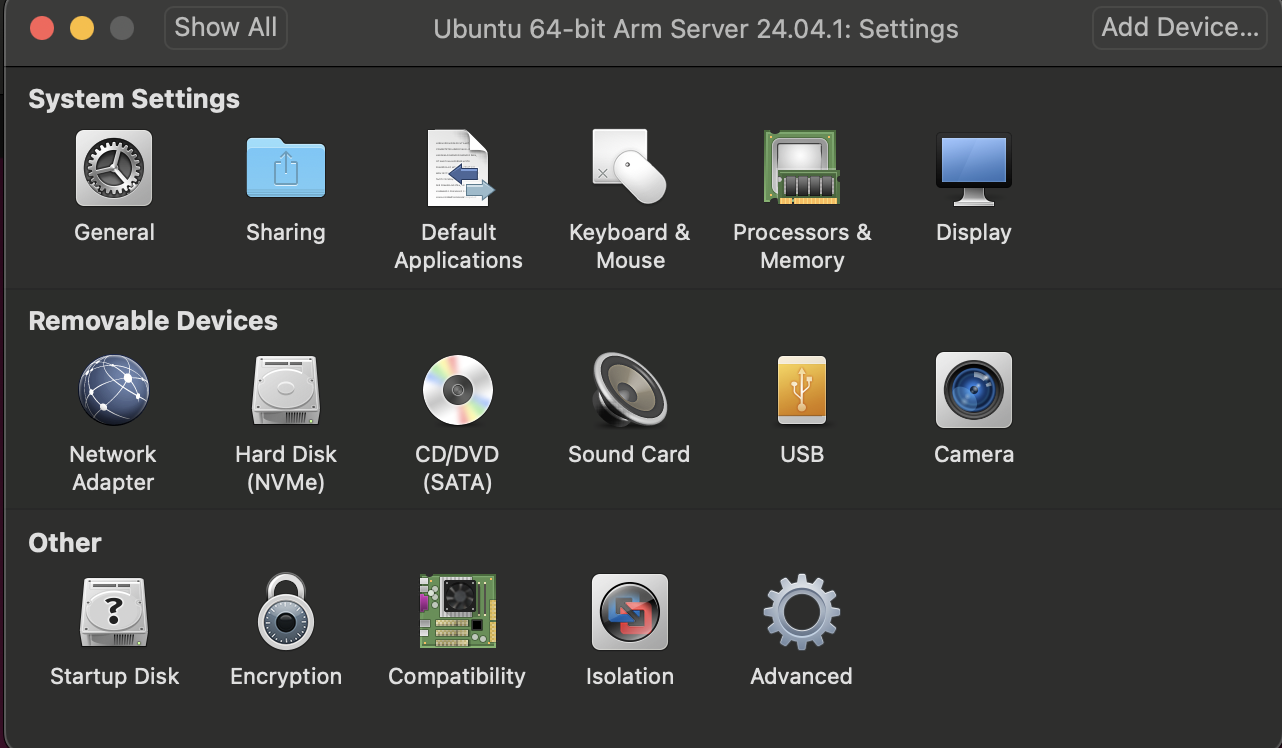 Show All
Ubuntu 64-bit Arm Server 24.04.1: Settings
Add Device...
System Settings
General
Sharing
Default
Applications
Keyboard &
Mouse
Processors &
Memory
Display
Removable Devices
Network
Adapter
Hard Disk
(NVMe)
CD/DVD
(SATA)
Sound Card
USB
Camera
Other
?
Startup Disk
Encryption
Compatibility
Isolation
Advanced